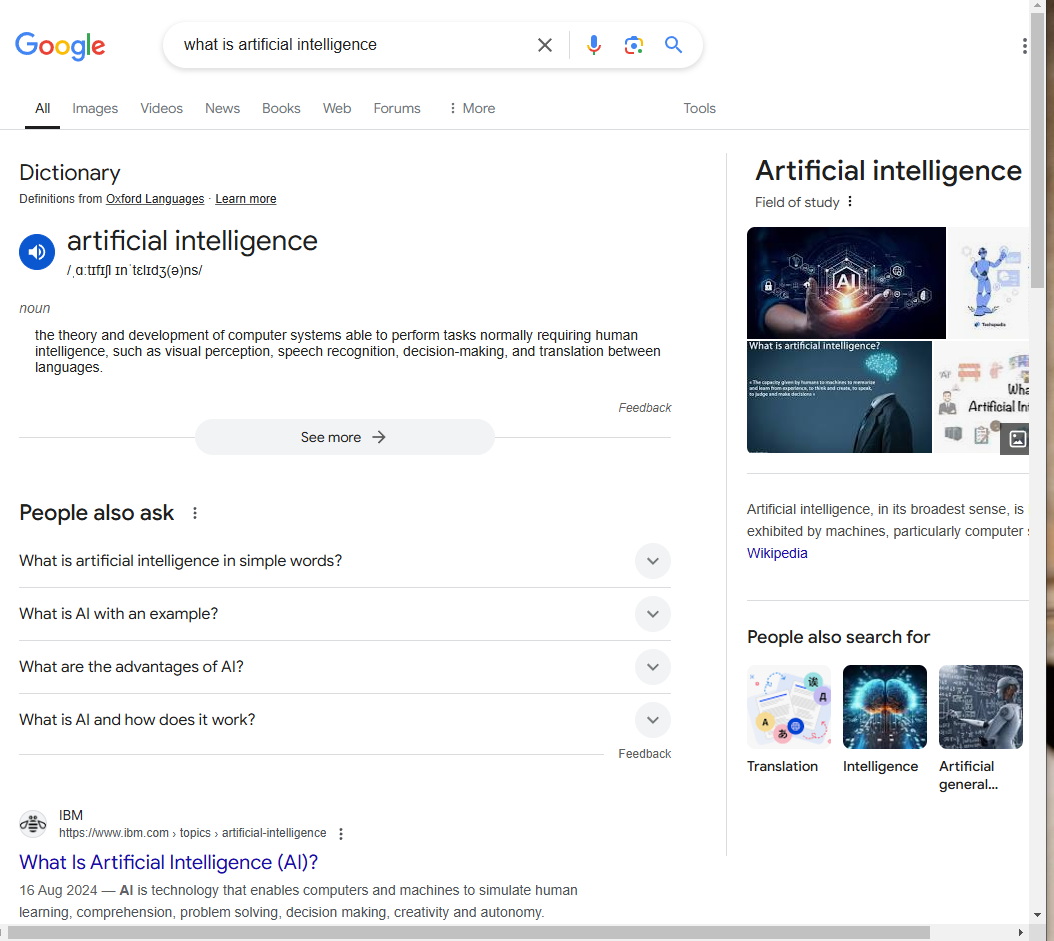 Google
what is artificial intelligence
All Images Videos News Books Web Forums More Tools
Dictionary
Definitions from Oxford Languages · Learn more
artificial intelligence
/ˌɑːtɪfɪʃl ɪnˈtɛlɪdʒ(ə)ns/
noun
the theory and development of computer systems able to perform tasks normally requiring human
intelligence, such as visual perception, speech recognition, decision-making, and translation between
languages.
Feedback
See more
People also ask
What is artificial intelligence in simple words?
What is AI with an example?
What are the advantages of AI?
What is AI and how does it work?
Feedback
IBM
https://www.ibm.com › topics › artificial-intelligence
What Is Artificial Intelligence (AI)?
16 Aug 2024 — AI is technology that enables computers and machines to simulate human
learning, comprehension, problem solving, decision making, creativity and autonomy.
Artificial intelligence
Field of study
AI
Techopedia
What is artificial intelligence?
« The capacity given by humans to machines to memorize
and learn from experience, to think and create, to speak,
to judge and make decisions »
Wha
Artificial Int
Artificial intelligence, in its broadest sense, is
exhibited by machines, particularly computer
Wikipedia
People also search for
Translation
Intelligence
Artificial
general...